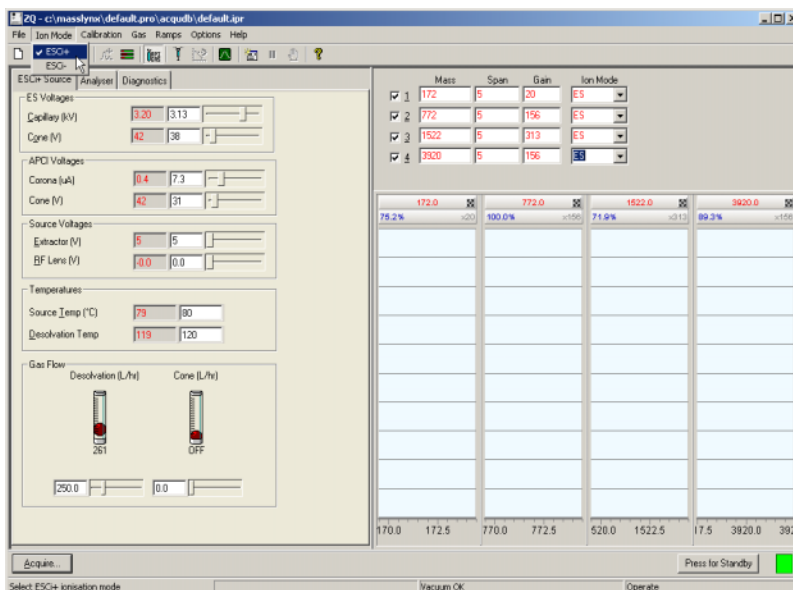 ZQ - c:\masslynx\default.pro\acqudb\default.ipr
File Ion Mode Calibration Gas Ramps Options Help
ESCi+
ESCi-
ESCi+ Source Analyser Diagnostics
ES Voltages
Capillary (kV) 3.20 3.13
Cone (V) 42 38
APCI Voltages
Corona (uA) 0.4 7.3
Cone (V) 42 31
Source Voltages
Extractor (V) 5 5
RF Lens (V) -0.0 0.0
Temperatures
Source Temp (°C) 79 80
Desolvation Temp 119 120
Gas Flow
Desolvation (L/hr) Cone (L/hr)
261 OFF
250.0 0.0
Mass Span Gain Ion Mode
1 172 5 20 ES
2 772 5 156 ES
3 1522 5 313 ES
4 3920 5 156 ES
172.0 772.0 1522.0 3920.0
75.2% x20 100.0% x156 71.9% x313 89.3% x156
170.0 172.5 770.0 772.5 520.0 1522.5 17.5 3920.0 392
Acquire... Press for Standby
Select ESCi+ ionisation mode Vacuum OK Operate